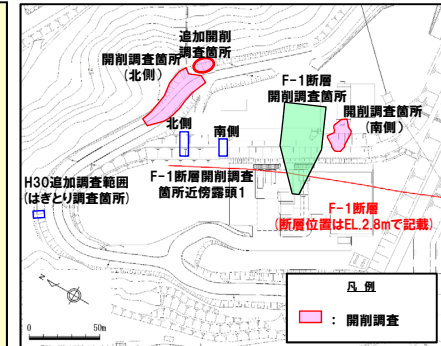 追加開削
調査箇所
開削調査箇所
(北側)
F-1断層
開削調査箇所
開削調査箇所
(南側)
北側
南側
H30追加調査範囲
(はぎとり調査箇所)
F-1断層開削調査
箇所近傍露頭1
F-1断層
(断層位置はEL.2.8mで記載)
N
0 50m
凡 例
: 開削調査